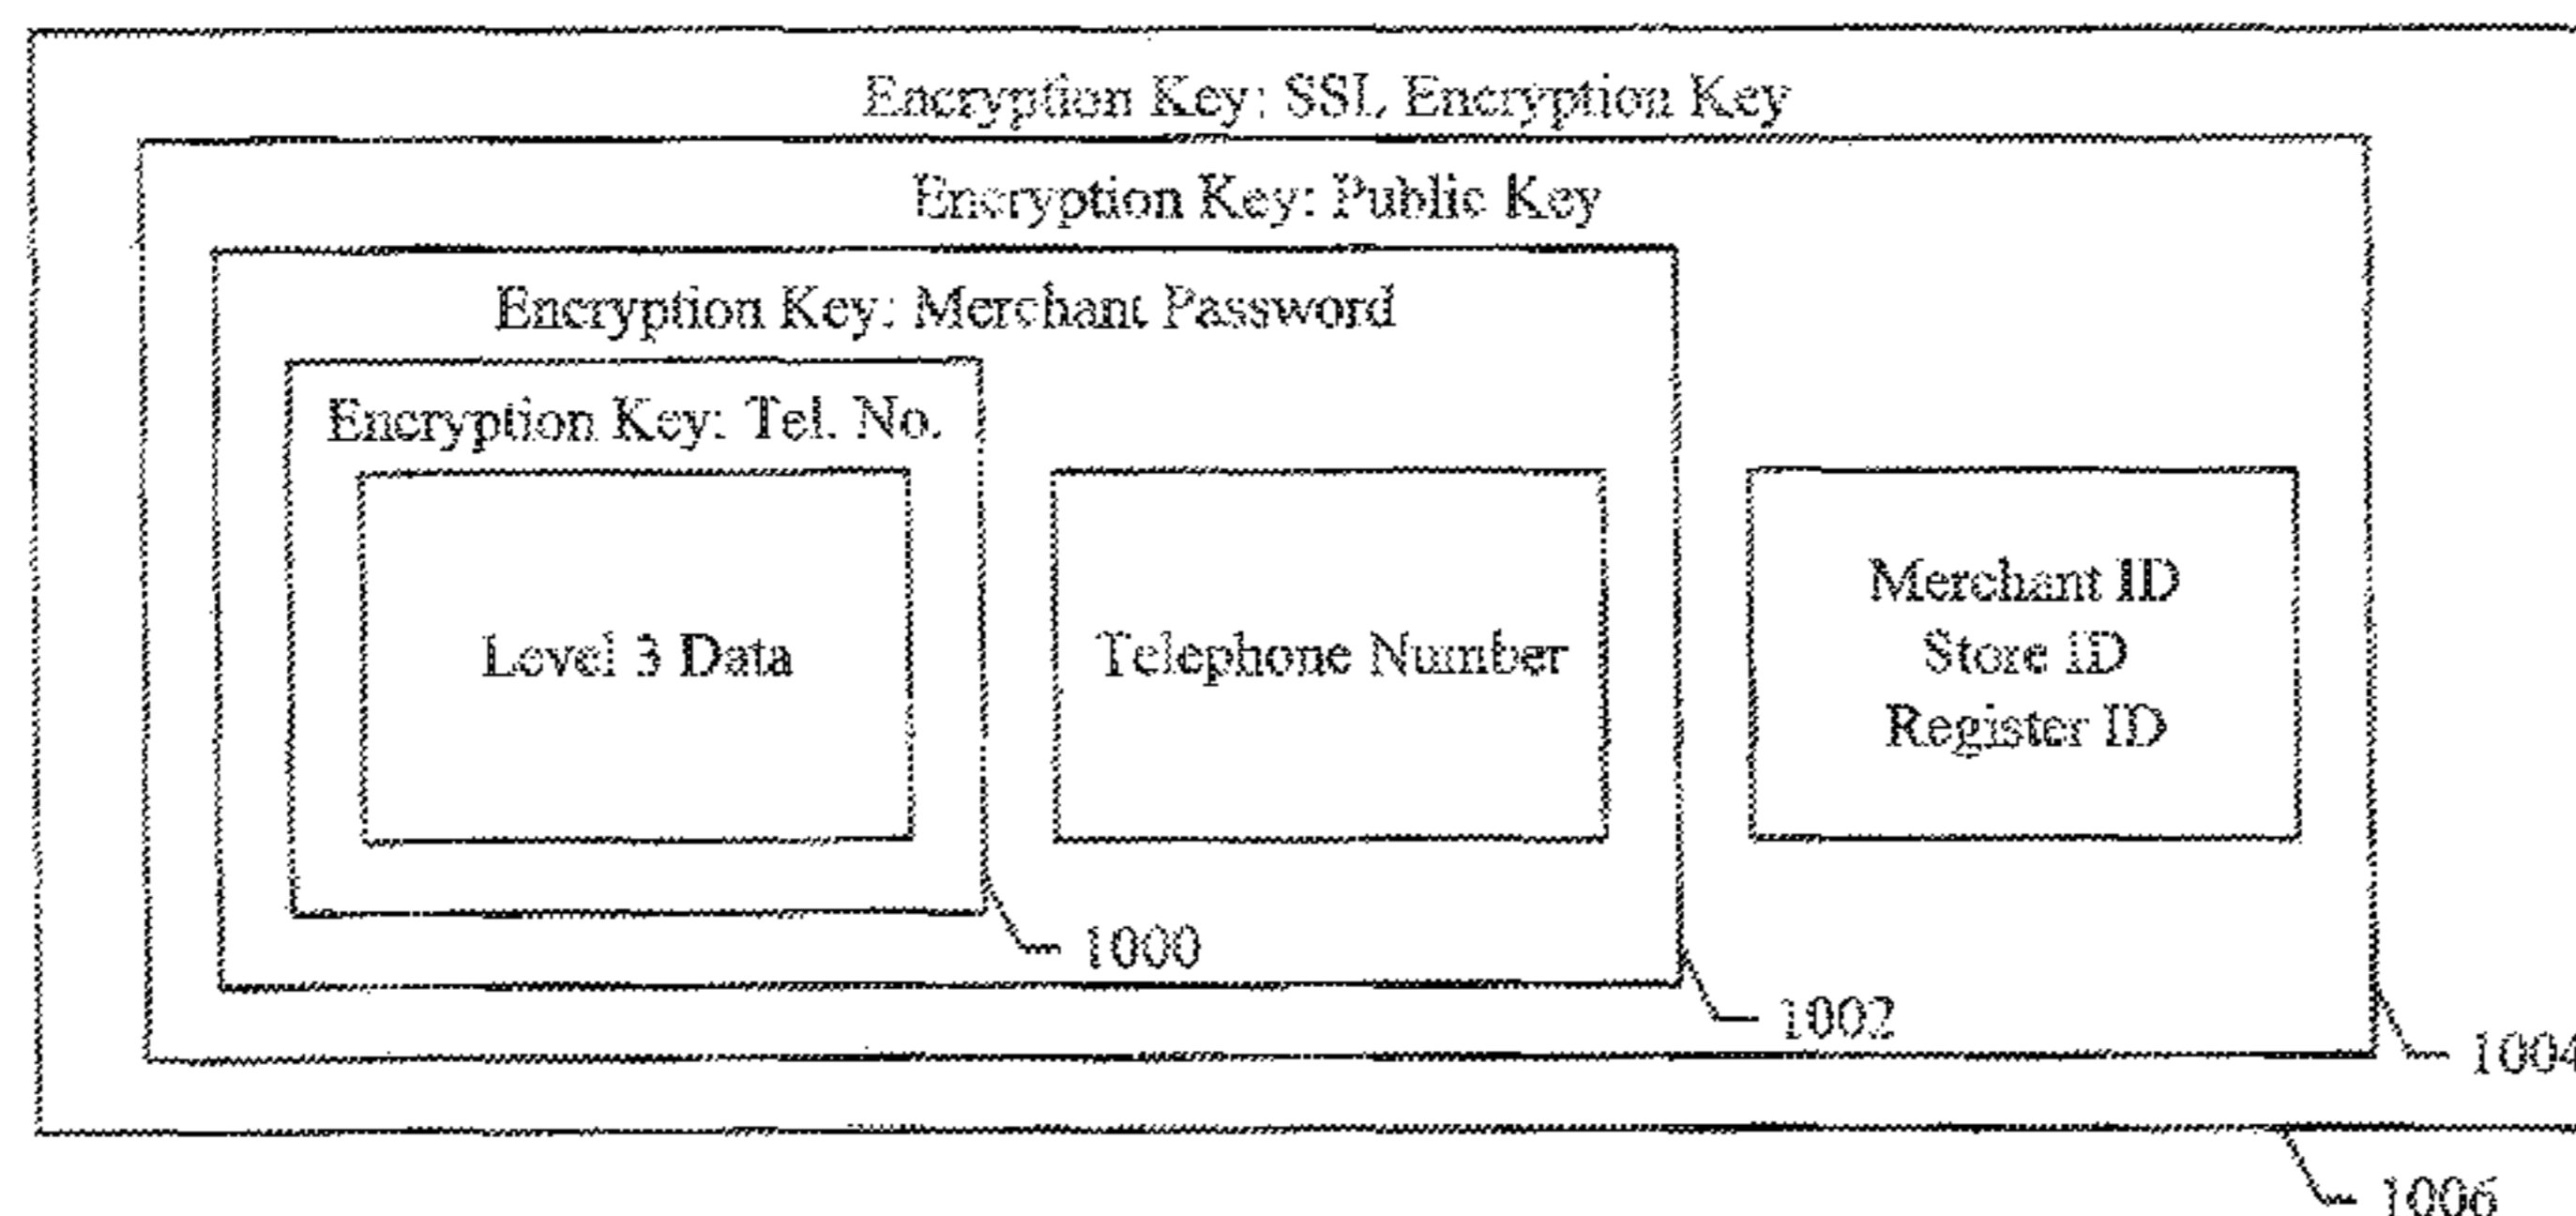 Encryption Key: SSL Encryption Key
Encryption Key: Public Key
Encryption Key: Merchant Password
Encryption Key: Tel. No.
Level 3 Data
Telephone Number
Merchant ID
Store ID
Register ID
1000
1002
1004
1006